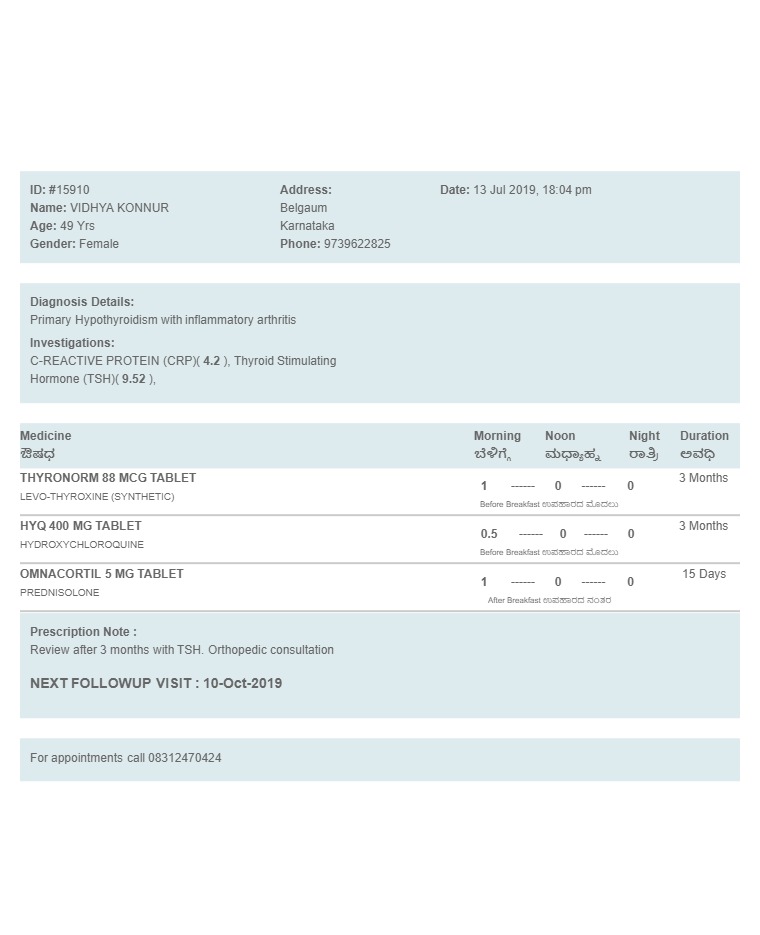 ID: #15910
Name: VIDHYA KONNUR
Age: 49 Yrs
Gender: Female
Address:
Belgaum
Karnataka
Phone: 9739622825
Date: 13 Jul 2019, 18:04 pm
Diagnosis Details:
Primary Hypothyroidism with inflammatory arthritis
Investigations:
C-REACTIVE PROTEIN (CRP)( 4.2 ), Thyroid Stimulating
Hormone (TSH)( 9.52 ),
Medicine Morning Noon Night Duration
ಔಷಧ ಬೆಳಿಗ್ಗೆ ಮಧ್ಯಾಹ್ನ ರಾತ್ರಿ ಅವಧಿ
THYRONORM 88 MCG TABLET 3 Months
1 ------ 0 ------ 0
LEVO-THYROXINE (SYNTHETIC)
Before Breakfast ಉಪಹಾರದ ಮೊದಲು
HYQ 400 MG TABLET 3 Months
0.5 ------ 0 ------ 0
HYDROXYCHLOROQUINE
Before Breakfast ಉಪಹಾರದ ಮೊದಲು
OMNACORTIL 5 MG TABLET 15 Days
1 ------ 0 ------ 0
PREDNISOLONE
After Breakfast ಉಪಹಾರದ ನಂತರ
Prescription Note :
Review after 3 months with TSH. Orthopedic consultation
NEXT FOLLOWUP VISIT : 10-Oct-2019
For appointments call 08312470424